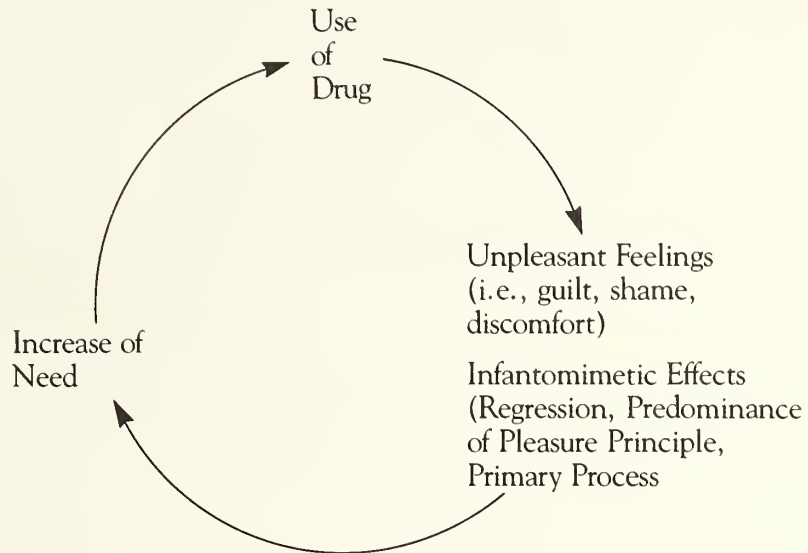 Use
of
Drug
Unpleasant Feelings
(i.e., guilt, shame,
discomfort)
Increase of
Need
Infantomimetic Effects
(Regression, Predominance
of Pleasure Principle,
Primary Process